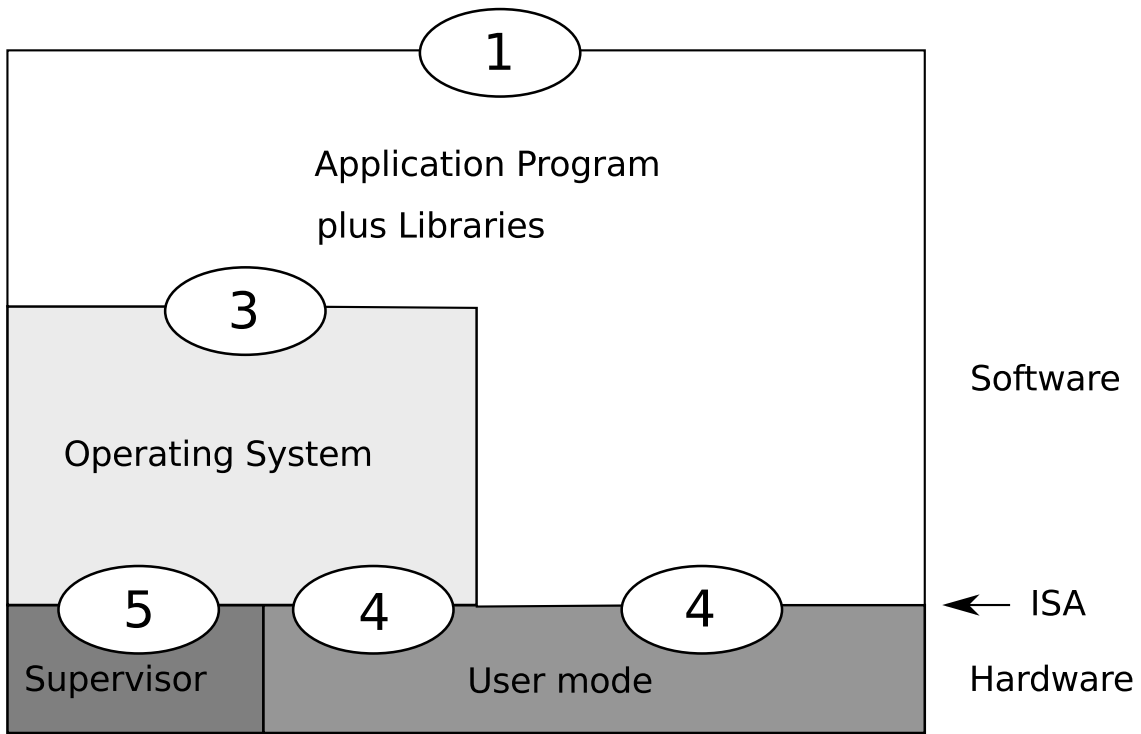 1
Application Program
plus Libraries
3
Software
Operating System
5
4
4
ISA
Supervisor
User mode
Hardware